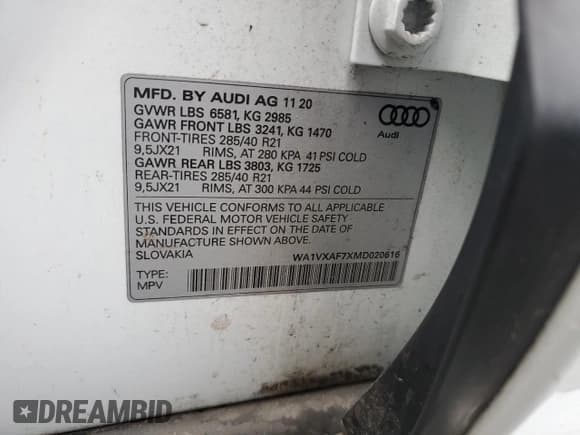 MFD. BY AUDI AG 11 20
GVWR LBS 6581, KG 2985
GAWR FRONT LBS 3241, KG 1470
FRONT-TIRES 285/40 R21
9,5JX21 RIMS, AT 280 KPA 41 PSI COLD
GAWR REAR LBS 3803, KG 1725
REAR-TIRES 285/40 R21
9,5JX21 RIMS, AT 300 KPA 44 PSI COLD
Audi
THIS VEHICLE CONFORMS TO ALL APPLICABLE
U.S. FEDERAL MOTOR VEHICLE SAFETY
STANDARDS IN EFFECT ON THE DATE OF
MANUFACTURE SHOWN ABOVE.
SLOVAKIA
WA1VXAF7XMD020616
TYPE:
MPV
DREAMBID